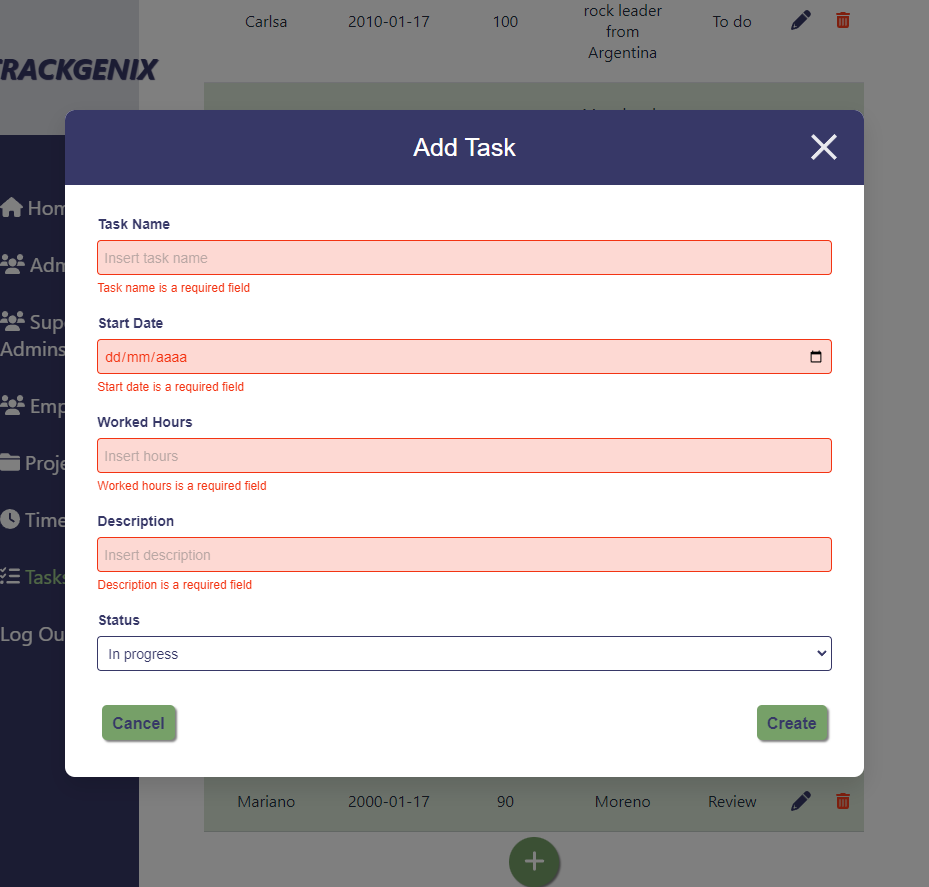 Carlsa 2010-01-17 100 rock leader from Argentina To do
TRACKGENIX
Add Task
Task Name
Insert task name
Task name is a required field
Start Date
dd/mm/aaaa
Start date is a required field
Worked Hours
Insert hours
Worked hours is a required field
Description
Insert description
Description is a required field
Status
In progress
Cancel
Create
Hom
Adm
Supe
Admins
Emp
Proje
Time
Tasks
Log Ou
Mariano 2000-01-17 90 Moreno Review